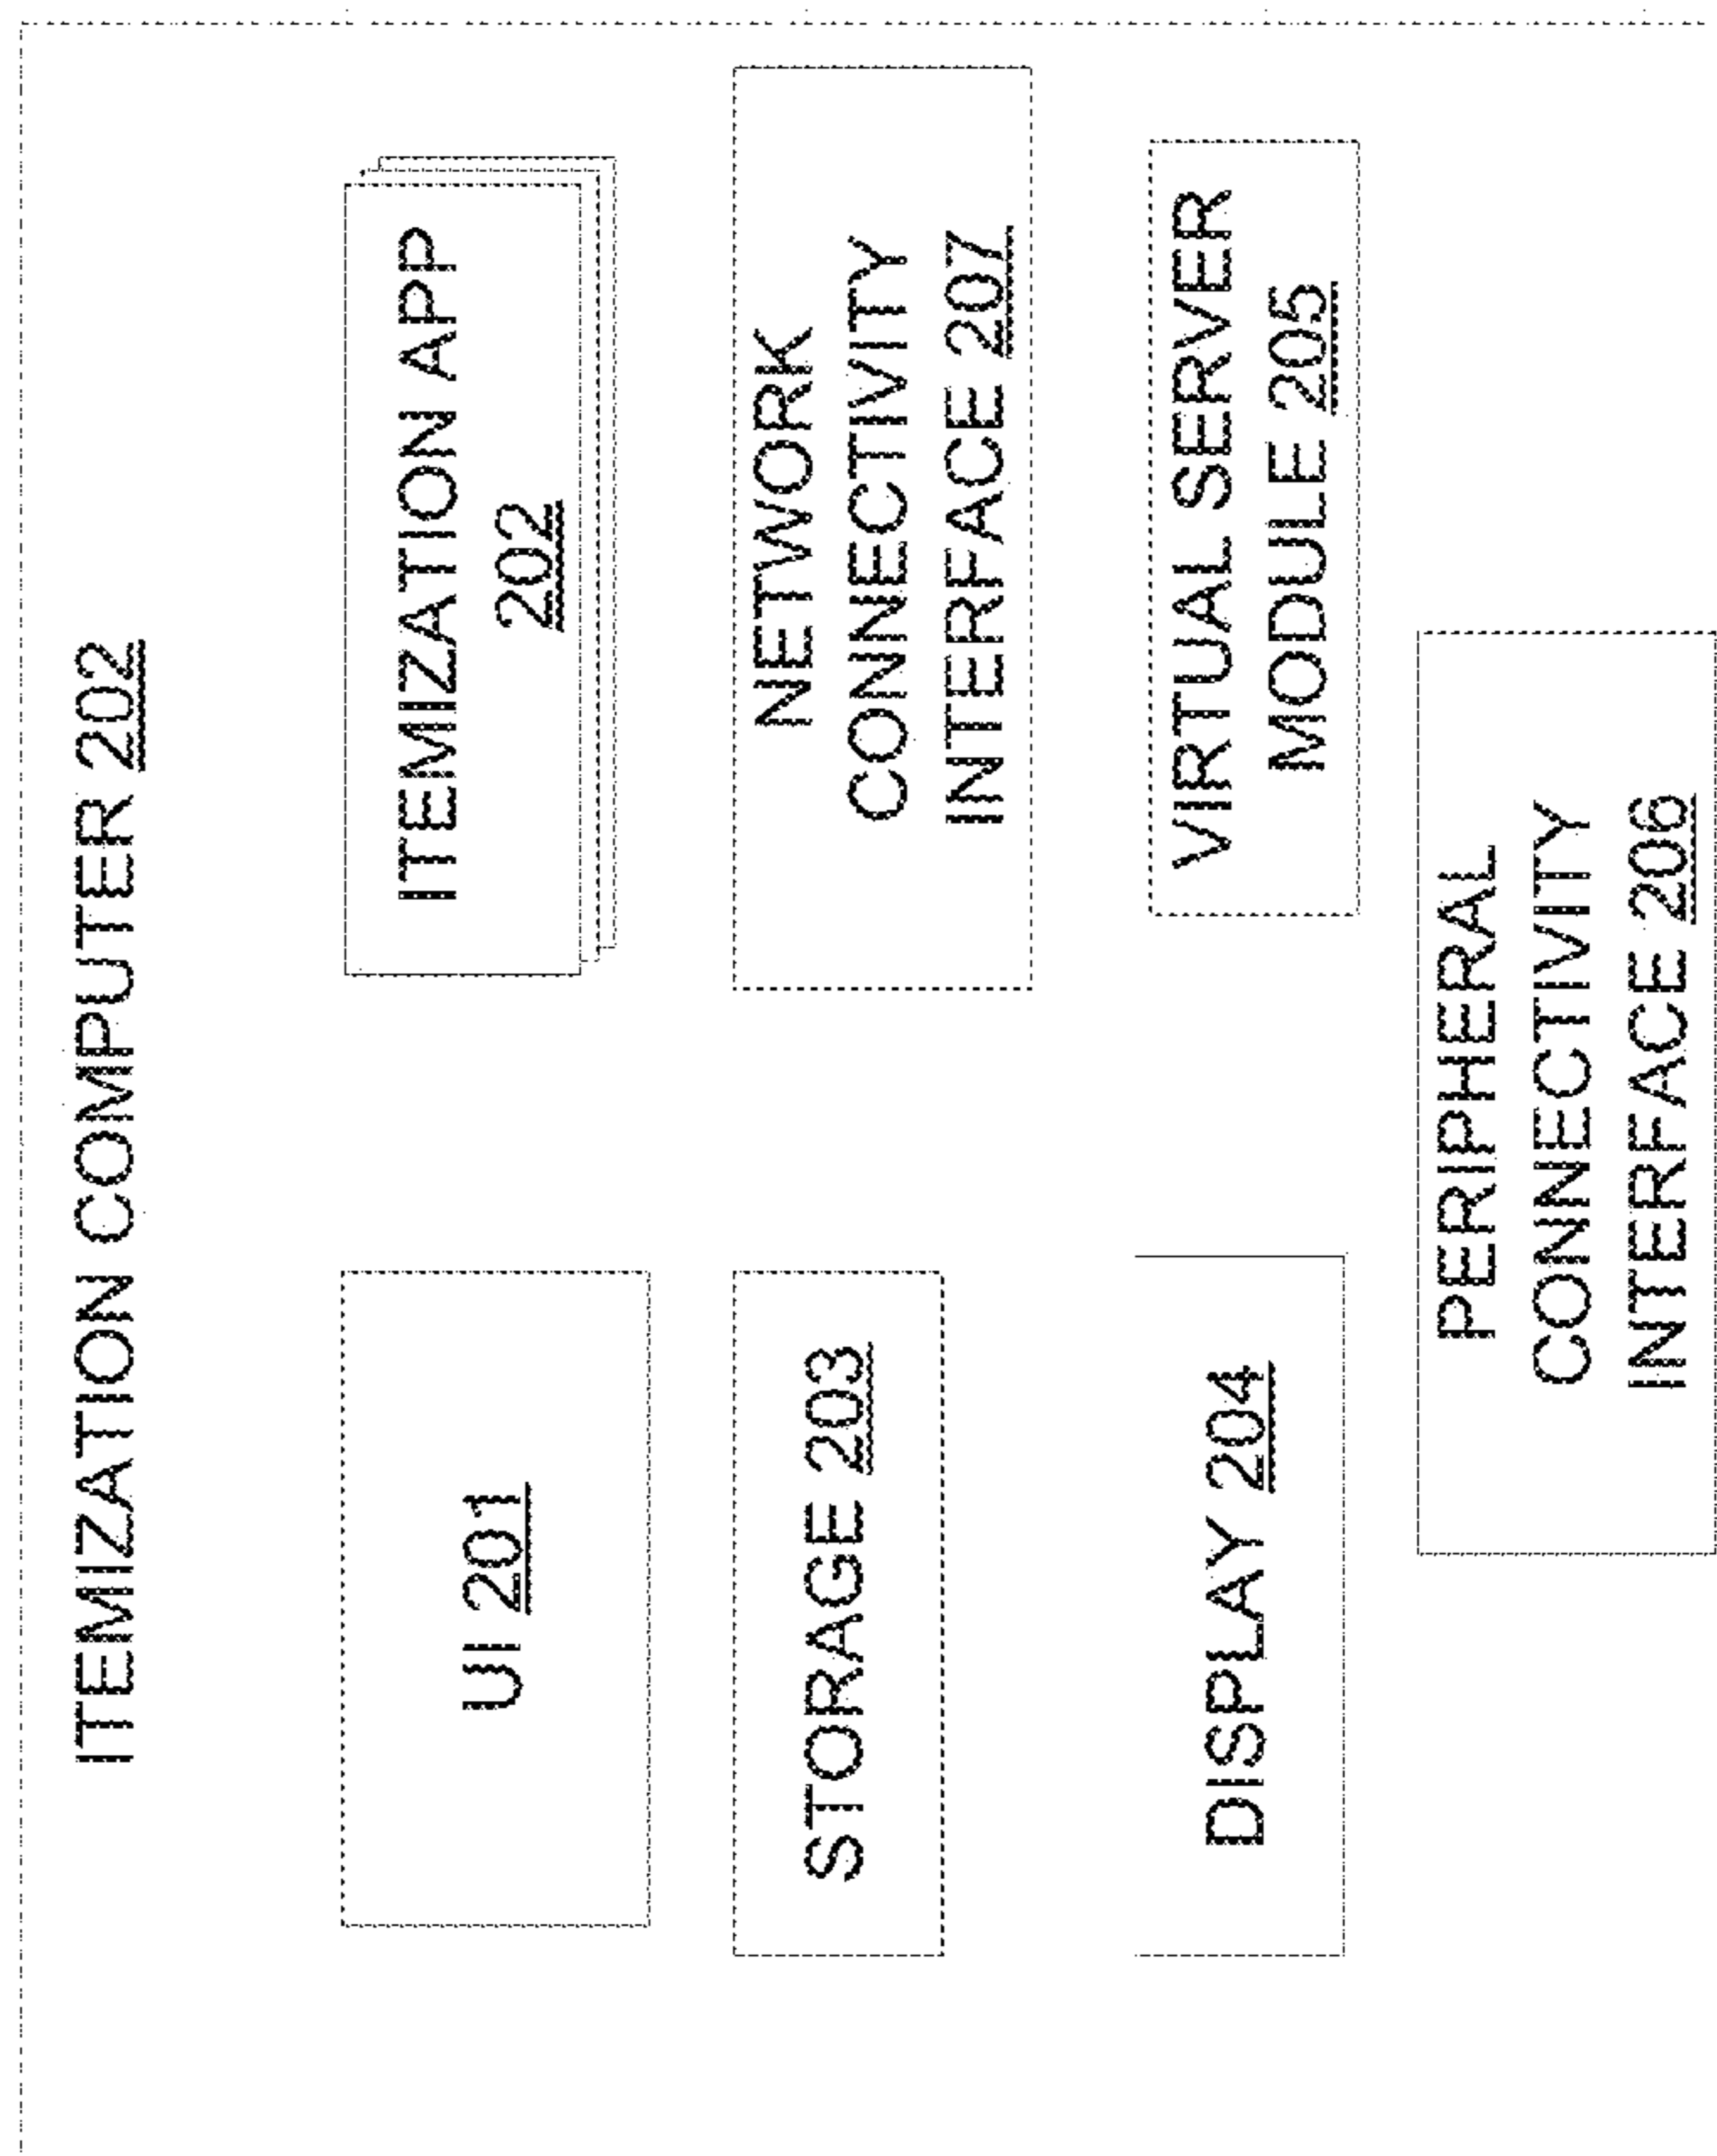 ITEMIZATION COMPUTER 202
UI 201
ITEMIZATION APP
202
STORAGE 203
NETWORK
CONNECTIVITY
INTERFACE 207
DISPLAY 204
VIRTUAL SERVER
MODULE 205
PERIPHERAL
CONNECTIVITY
INTERFACE 206